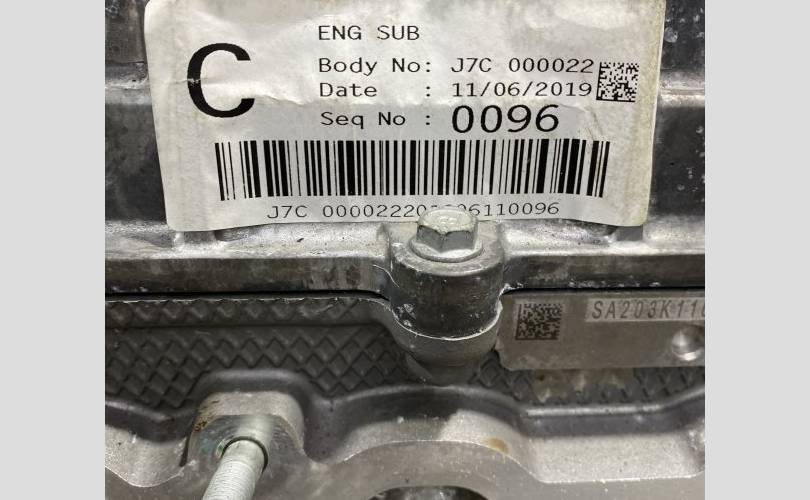 ENG SUB
C
Body No: J7C 000022
Date : 11/06/2019
Seq No : 0096
J7C
SA203K11